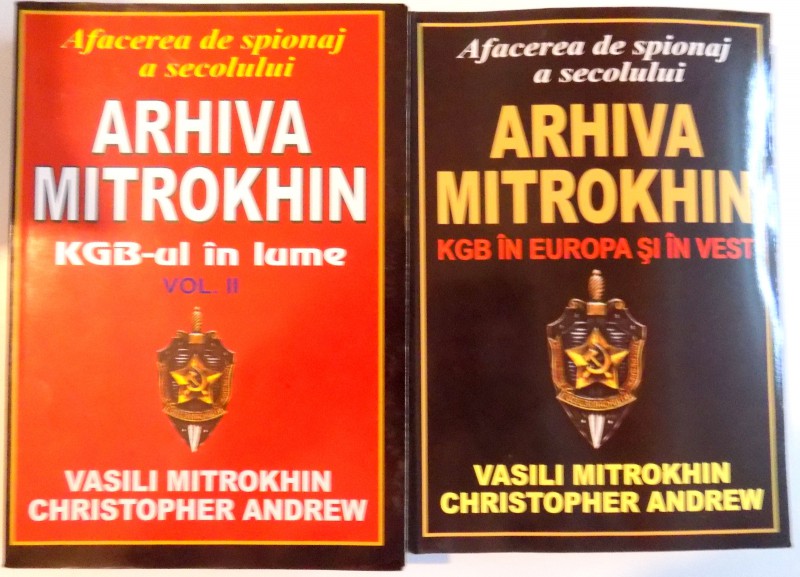 Afacerea de spionaj
a secolului
ARHIVA
MITROKHIN
KGB-ul în lume
VOL. II
VASILI MITROKHIN
CHRISTOPHER ANDREW
Afacerea de spionaj
a secolului
ARHIVA
MITROKHIN
KGB ÎN EUROPA ŞI ÎN VEST
VASILI MITROKHIN
CHRISTOPHER ANDREW